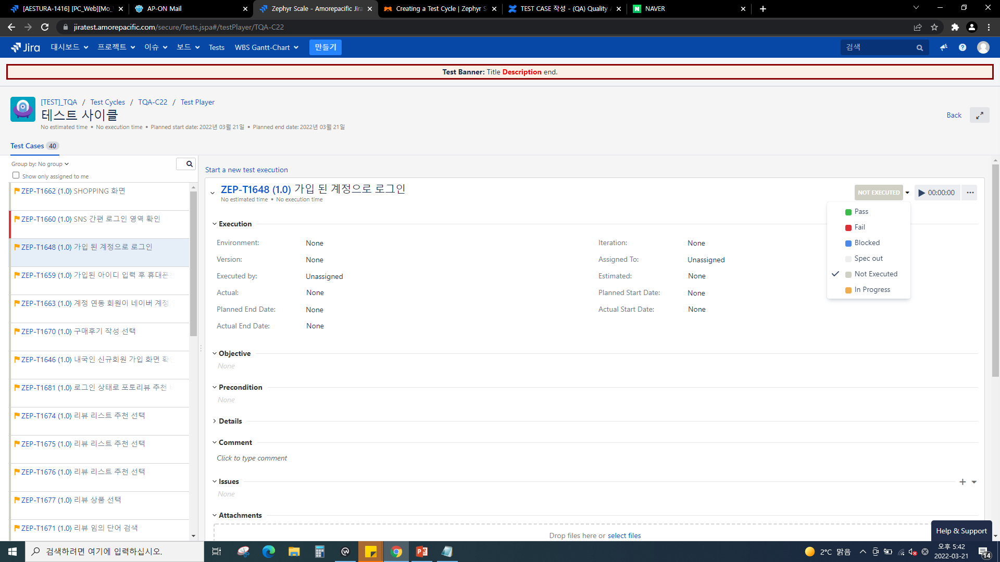 [AESTURA-1416] [PC_Web][Mo_
AP-ON Mail
Zephyr Scale - Amorepacific Jira
Creating a Test Cycle | Zephyr S
TEST CASE 작성 - (QA) Quality
NAVER
jiratest.amorepacific.com/secure/Tests.jspa#/testPlayer/TQA-C22
Jira
대시보드
프로젝트
이슈
보드
Tests
WBS Gantt-Chart
만들기
검색
Test Banner: Title Description end.
[TEST]_TQA / Test Cycles / TQA-C22 / Test Player
테스트 사이클
No estimated time • No execution time • Planned start date: 2022년 03월 21일 • Planned end date: 2022년 03월 21일
Back
Test Cases 40
Group by: No group
Show only assigned to me
ZEP-T1662 (1.0) SHOPPING 화면
ZEP-T1660 (1.0) SNS 간편 로그인 영역 확인
ZEP-T1648 (1.0) 가입 된 계정으로 로그인
ZEP-T1659 (1.0) 가입된 아이디 입력 후 휴대폰
ZEP-T1663 (1.0) 계정 연동 회원이 네이버 계정
ZEP-T1670 (1.0) 구매후기 작성 선택
ZEP-T1646 (1.0) 내국인 신규회원 가입 화면 확
ZEP-T1681 (1.0) 로그인 상태로 포토리뷰 추천
ZEP-T1674 (1.0) 리뷰 리스트 추천 선택
ZEP-T1675 (1.0) 리뷰 리스트 추천 선택
ZEP-T1676 (1.0) 리뷰 리스트 추천 선택
ZEP-T1677 (1.0) 리뷰 상품 선택
ZEP-T1671 (1.0) 리뷰 임의 단어 검색
Start a new test execution
ZEP-T1648 (1.0) 가입 된 계정으로 로그인
No estimated time • No execution time
NOT EXECUTED
00:00:00
Pass
Fail
Blocked
Spec out
Not Executed
In Progress
Execution
Environment: None
Iteration: None
Version: None
Assigned To: Unassigned
Executed by: Unassigned
Estimated: None
Actual: None
Planned Start Date: None
Planned End Date: None
Actual Start Date: None
Actual End Date: None
Objective
None
Precondition
None
Details
Comment
Click to type comment
Issues
None
Attachments
Drop files here or select files
Help & Support
검색하려면 여기에 입력하십시오.
2°C 맑음
오후 5:42
2022-03-21
14